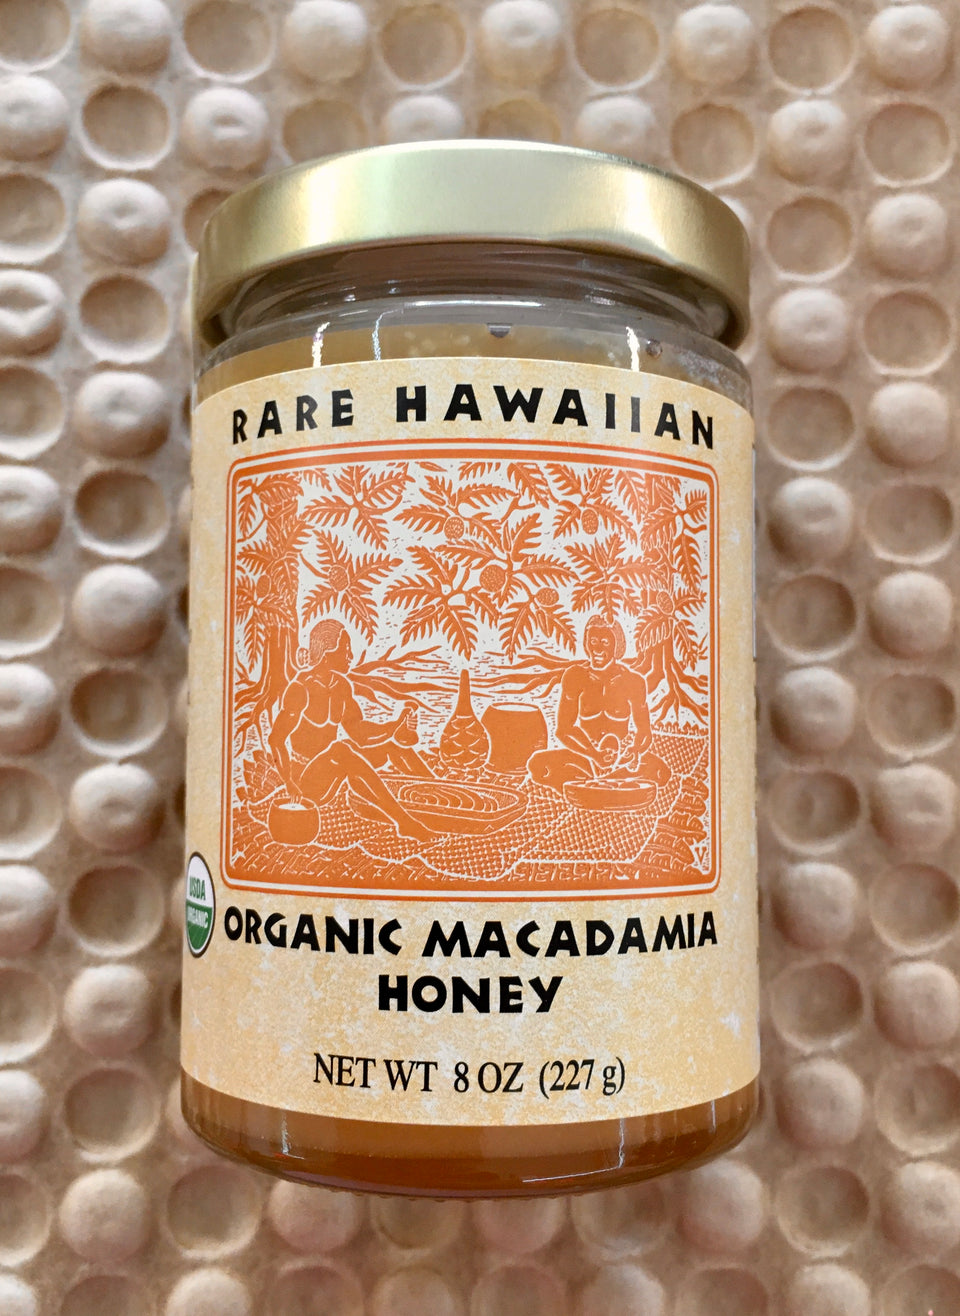 RARE HAWAIIAN
USDA
ORGANIC
ORGANIC MACADAMIA
HONEY
NET WT 8 OZ (227 g)